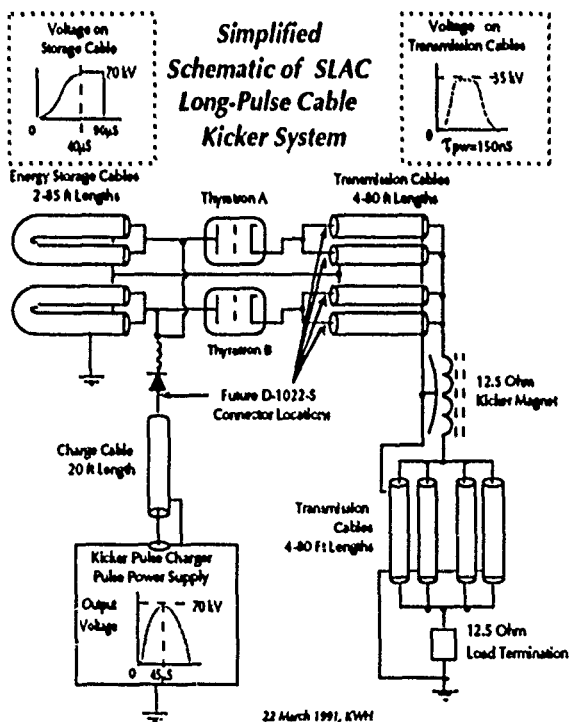 Simplified
Schematic of SLAC
Long-Pulse Cable
Kicker System
Voltage on
Storage Cable
70 kV
0
40µS
90µS
Voltage on
Transmission Cables
35 kV
0
τpw=150nS
Energy Storage Cables
2-85 ft Lengths
Thyratron A
Transmission Cables
4-80 ft Lengths
Thyratron B
Future D-1022-S
Connector Locations
12.5 Ohm
Kicker Magnet
Charge Cable
20 ft Length
Transmission
Cables
4-80 Ft Lengths
Kicker Pulse Charger
Pulse Power Supply
Output
Voltage
70 kV
0
45µS
12.5 Ohm
Load Termination
22 March 1991, KWH